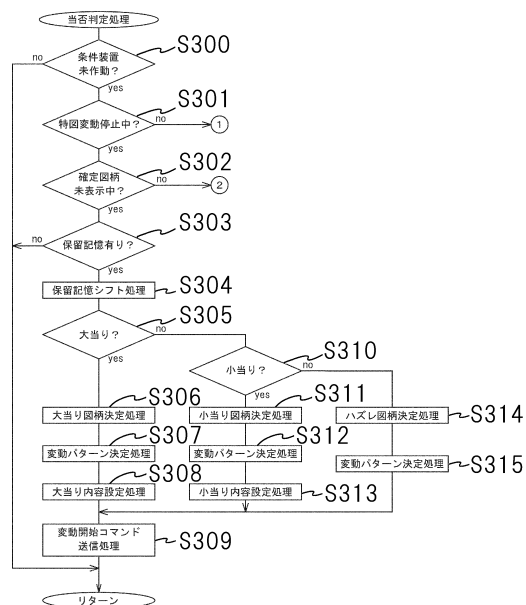 当否判定処理
条件装置
未作動？
S300
no
yes
特図変動停止中？
S301
no
1
yes
確定図柄
未表示中？
S302
no
2
yes
保留記憶有り？
S303
no
yes
保留記憶シフト処理
S304
大当り？
S305
no
yes
小当り？
S310
no
yes
大当り図柄決定処理
S306
小当り図柄決定処理
S311
ハズレ図柄決定処理
S314
変動パターン決定処理
S307
変動パターン決定処理
S312
変動パターン決定処理
S315
大当り内容設定処理
S308
小当り内容設定処理
S313
変動開始コマンド
送信処理
S309
リターン